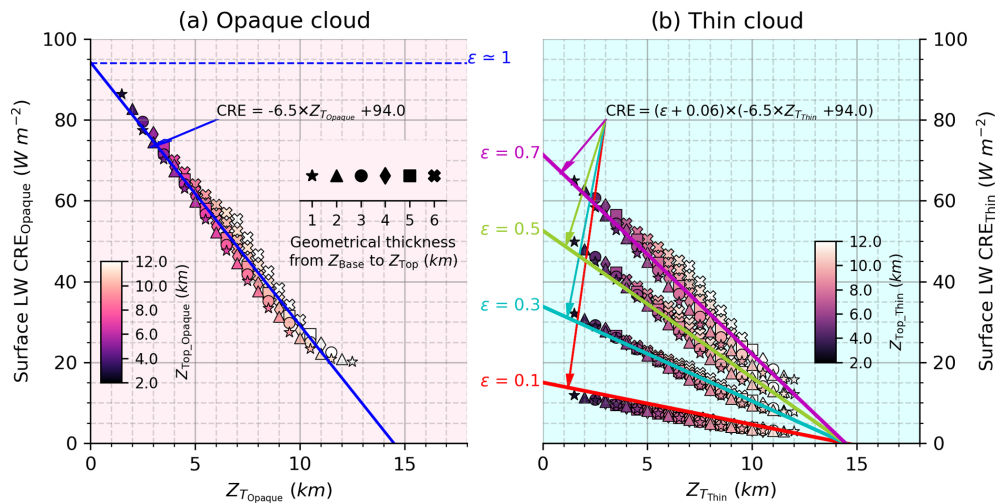 (a) Opaque cloud
(b) Thin cloud
100
80
60
40
20
0
Surface LW CRE_Opaque (W m⁻²)
ε ≃ 1
CRE = -6.5×Z_T_Opaque +94.0
1 2 3 4 5 6
Geometrical thickness
from Z_Base to Z_Top (km)
12.0
10.0
8.0
6.0
4.0
2.0
Z_Top_Opaque (km)
0 5 10 15
Z_T_Opaque (km)
CRE = (ε + 0.06)×(-6.5×Z_T_Thin +94.0)
ε = 0.7
ε = 0.5
ε = 0.3
ε = 0.1
12.0
10.0
8.0
6.0
4.0
2.0
Z_Top_Thin (km)
0 5 10 15
Z_T_Thin (km)
100
80
60
40
20
0
Surface LW CRE_Thin (W m⁻²)